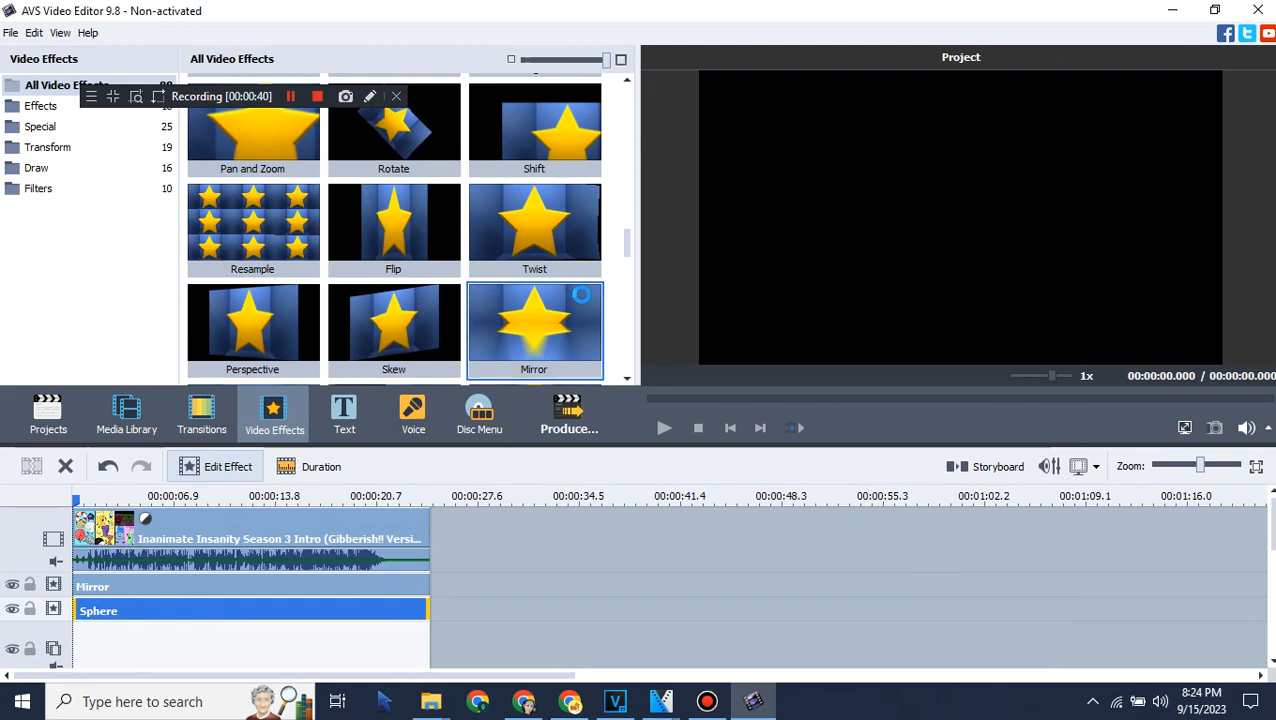 AVS Video Editor 9.8 - Non-activated
File Edit View Help
Video Effects
All Video Effects
Project
All Video Effects
Recording [00:00:40]
Effects
Special 25
Transform 19
Draw 16
Filters 10
Pan and Zoom Rotate Shift
Resample Flip Twist
Perspective Skew Mirror
1x 00:00:00.000 / 00:00:00.000
Projects Media Library Transitions Video Effects Text Voice Disc Menu Produce...
Edit Effect Duration Storyboard Zoom:
00:00:06.9 00:00:13.8 00:00:20.7 00:00:27.6 00:00:34.5 00:00:41.4 00:00:48.3 00:00:55.3 00:01:02.2 00:01:09.1 00:01:16.0
Inanimate Insanity Season 3 Intro (Gibberish!! Versi...
Mirror
Sphere
Type here to search
8:24 PM
9/15/2023